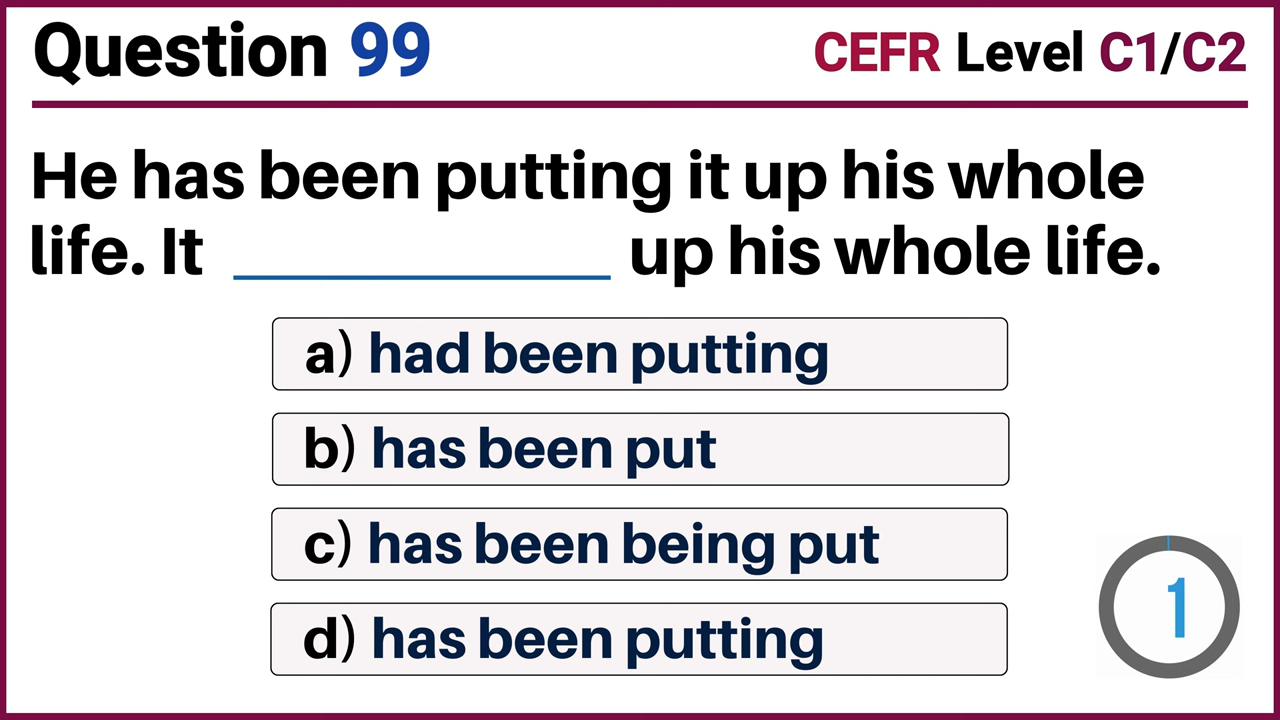 Question 99
CEFR Level C1/C2
He has been putting it up his whole
life. It ____________ up his whole life.
a) had been putting
b) has been put
c) has been being put
d) has been putting
1